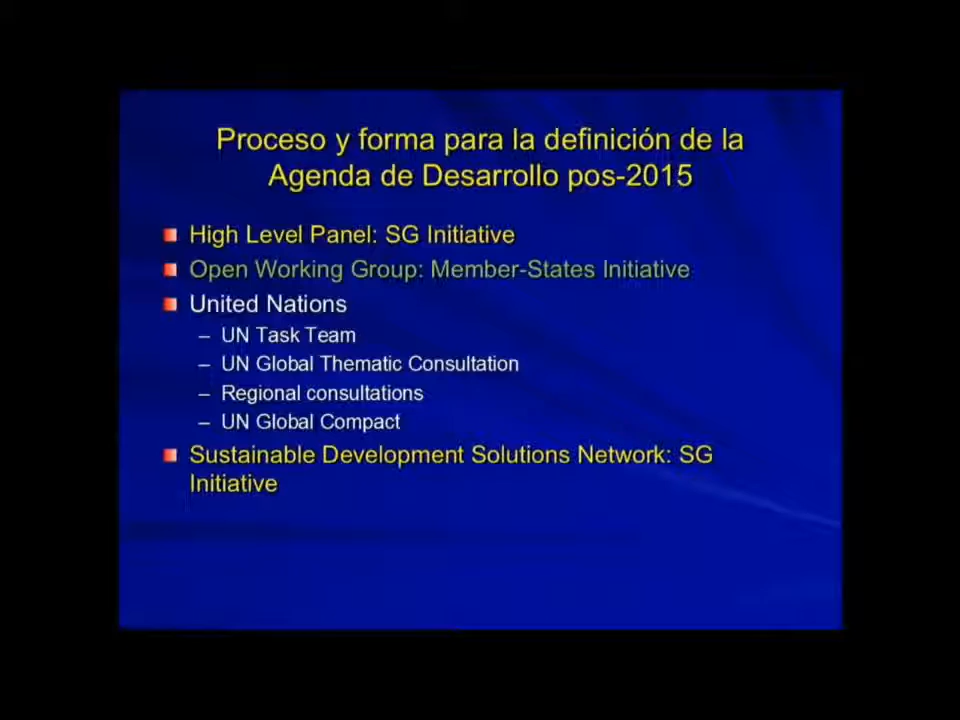 Proceso y forma para la definición de la
Agenda de Desarrollo pos-2015
High Level Panel: SG Initiative
Open Working Group: Member-States Initiative
United Nations
– UN Task Team
– UN Global Thematic Consultation
– Regional consultations
– UN Global Compact
Sustainable Development Solutions Network: SG
Initiative